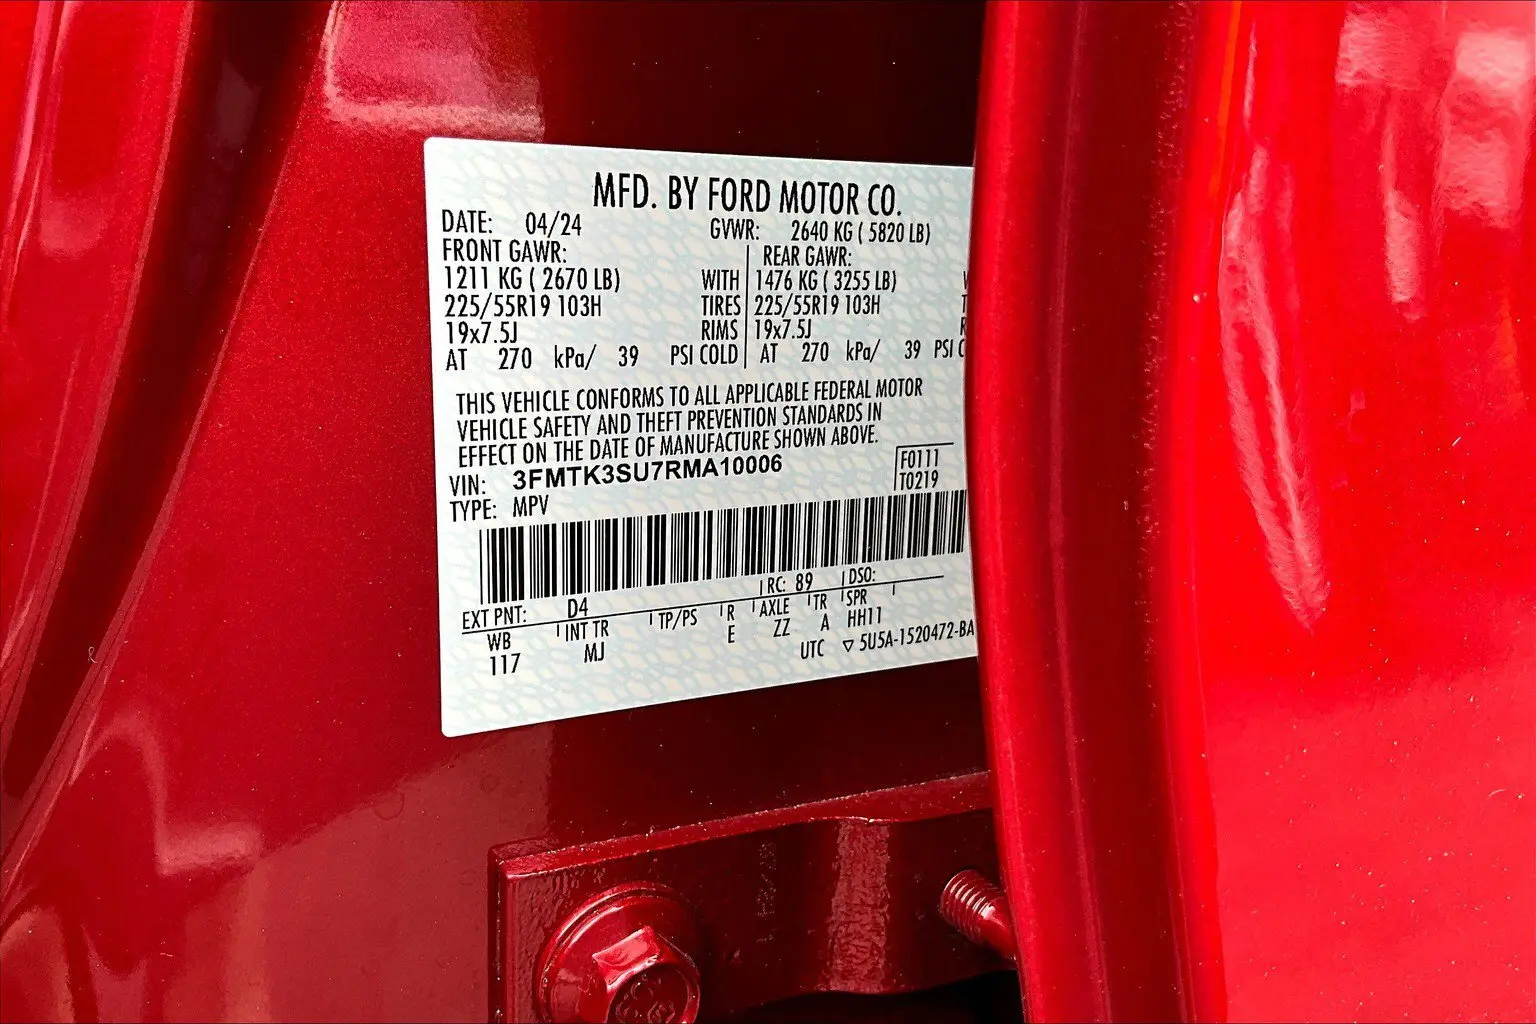 MFD. BY FORD MOTOR CO.
DATE: 04/24 GVWR: 2640 KG ( 5820 LB)
FRONT GAWR: REAR GAWR:
1211 KG ( 2670 LB) WITH 1476 KG ( 3255 LB)
225/55R19 103H TIRES 225/55R19 103H
19x7.5J RIMS 19x7.5J
AT 270 kPa/ 39 PSI COLD AT 270 kPa/ 39 PSI
THIS VEHICLE CONFORMS TO ALL APPLICABLE FEDERAL MOTOR
VEHICLE SAFETY AND THEFT PREVENTION STANDARDS IN
EFFECT ON THE DATE OF MANUFACTURE SHOWN ABOVE.
VIN: 3FMTK3SU7RMA10006 F0111
TYPE: MPV T0219
EXT PNT: D4 RC: 89 DSO:
WB INT TR TP/PS R AXLE TR SPR
117 MJ E ZZ A HH11
UTC ▽ 5U5A-1520472-BA